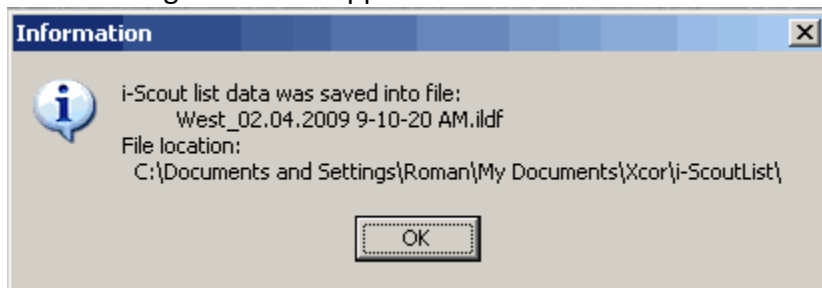 Information
i-Scout list data was saved into file:
West_02.04.2009 9-10-20 AM.ildf
File location:
C:\Documents and Settings\Roman\My Documents\Xcor\i-ScoutList\
OK